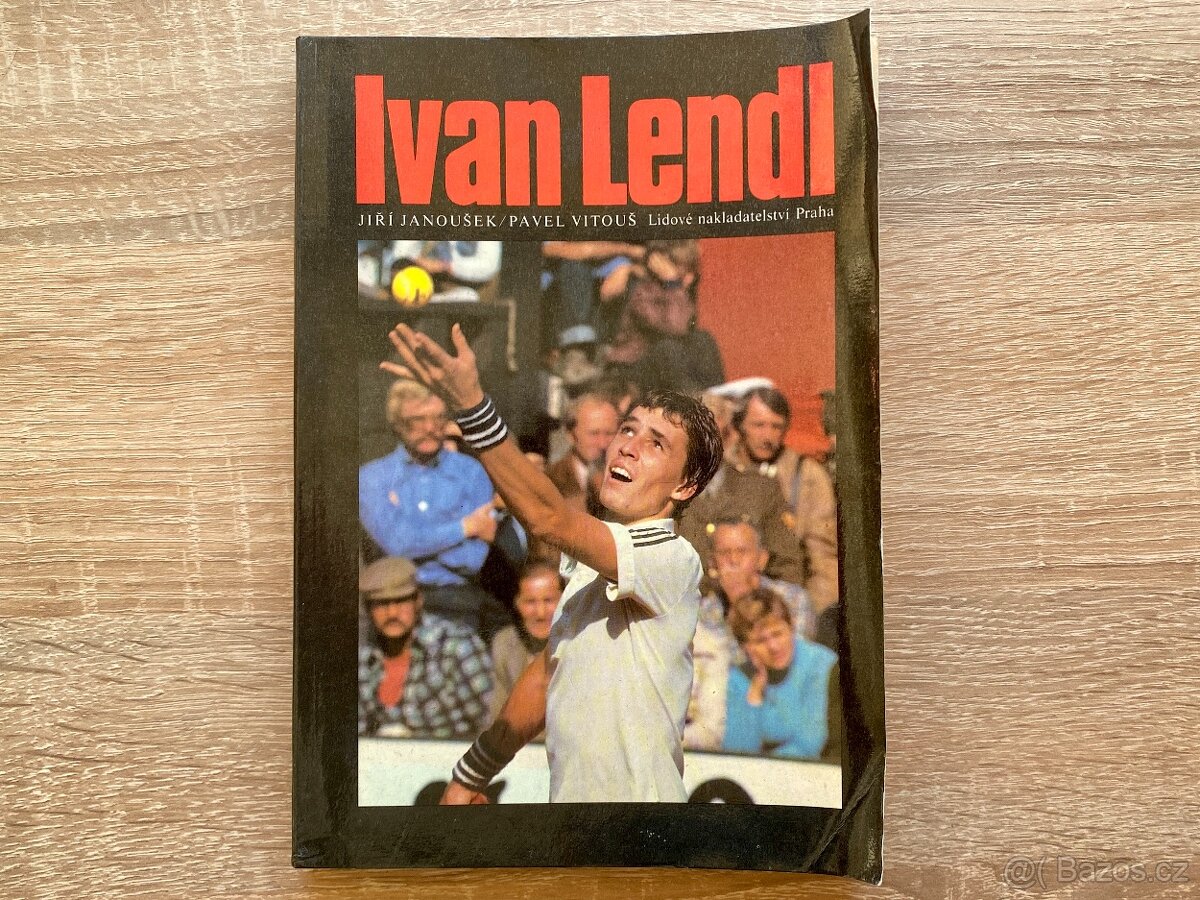 Ivan Lendl
JIŘÍ JANOUŠEK/PAVEL VITOUŠ Lidové nakladatelství Praha
@( Bazos.cz